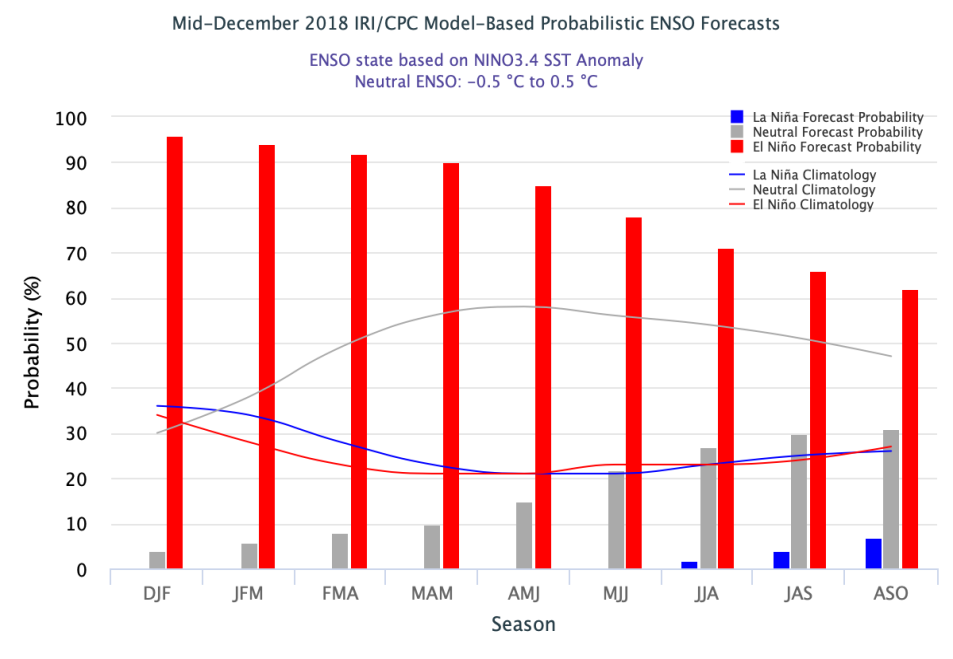 Mid-December 2018 IRI/CPC Model-Based Probabilistic ENSO Forecasts
ENSO state based on NINO3.4 SST Anomaly
Neutral ENSO: -0.5 °C to 0.5 °C
La Niña Forecast Probability
Neutral Forecast Probability
El Niño Forecast Probability
La Niña Climatology
Neutral Climatology
El Niño Climatology
Probability (%)
100
90
80
70
60
50
40
30
20
10
0
DJF JFM FMA MAM AMJ MJJ JJA JAS ASO
Season